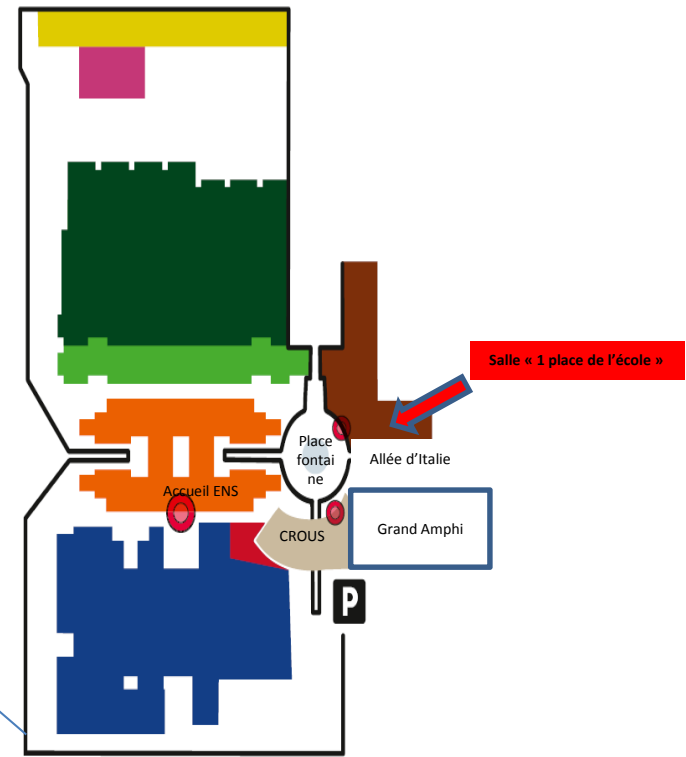 Salle « 1 place de l’école »
Place
fontai
ne
Allée d’Italie
Accueil ENS
CROUS
Grand Amphi
P